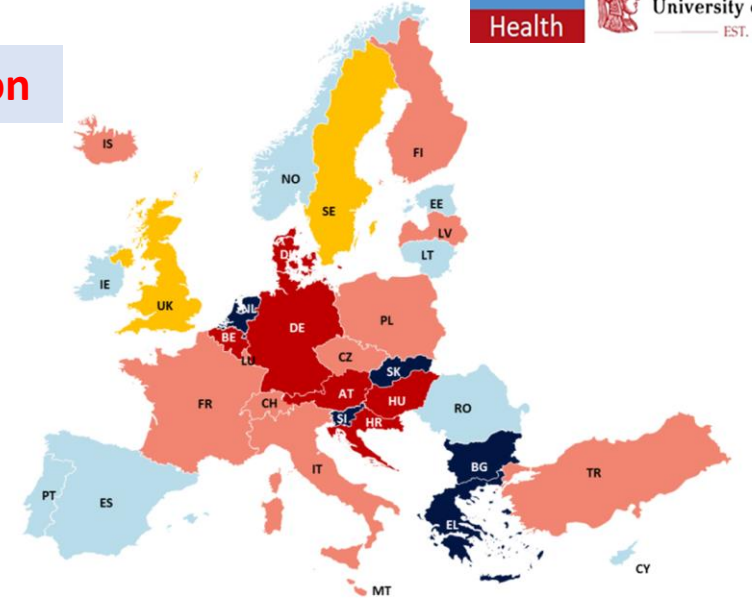 Health
University o
EST.
on
IS
NO
FI
SE
EE
LV
LT
DK
IE
UK
NL
BE
DE
PL
LU
CZ
SK
FR
CH
AT
HU
SI
HR
RO
IT
BG
TR
PT
ES
EL
MT
CY